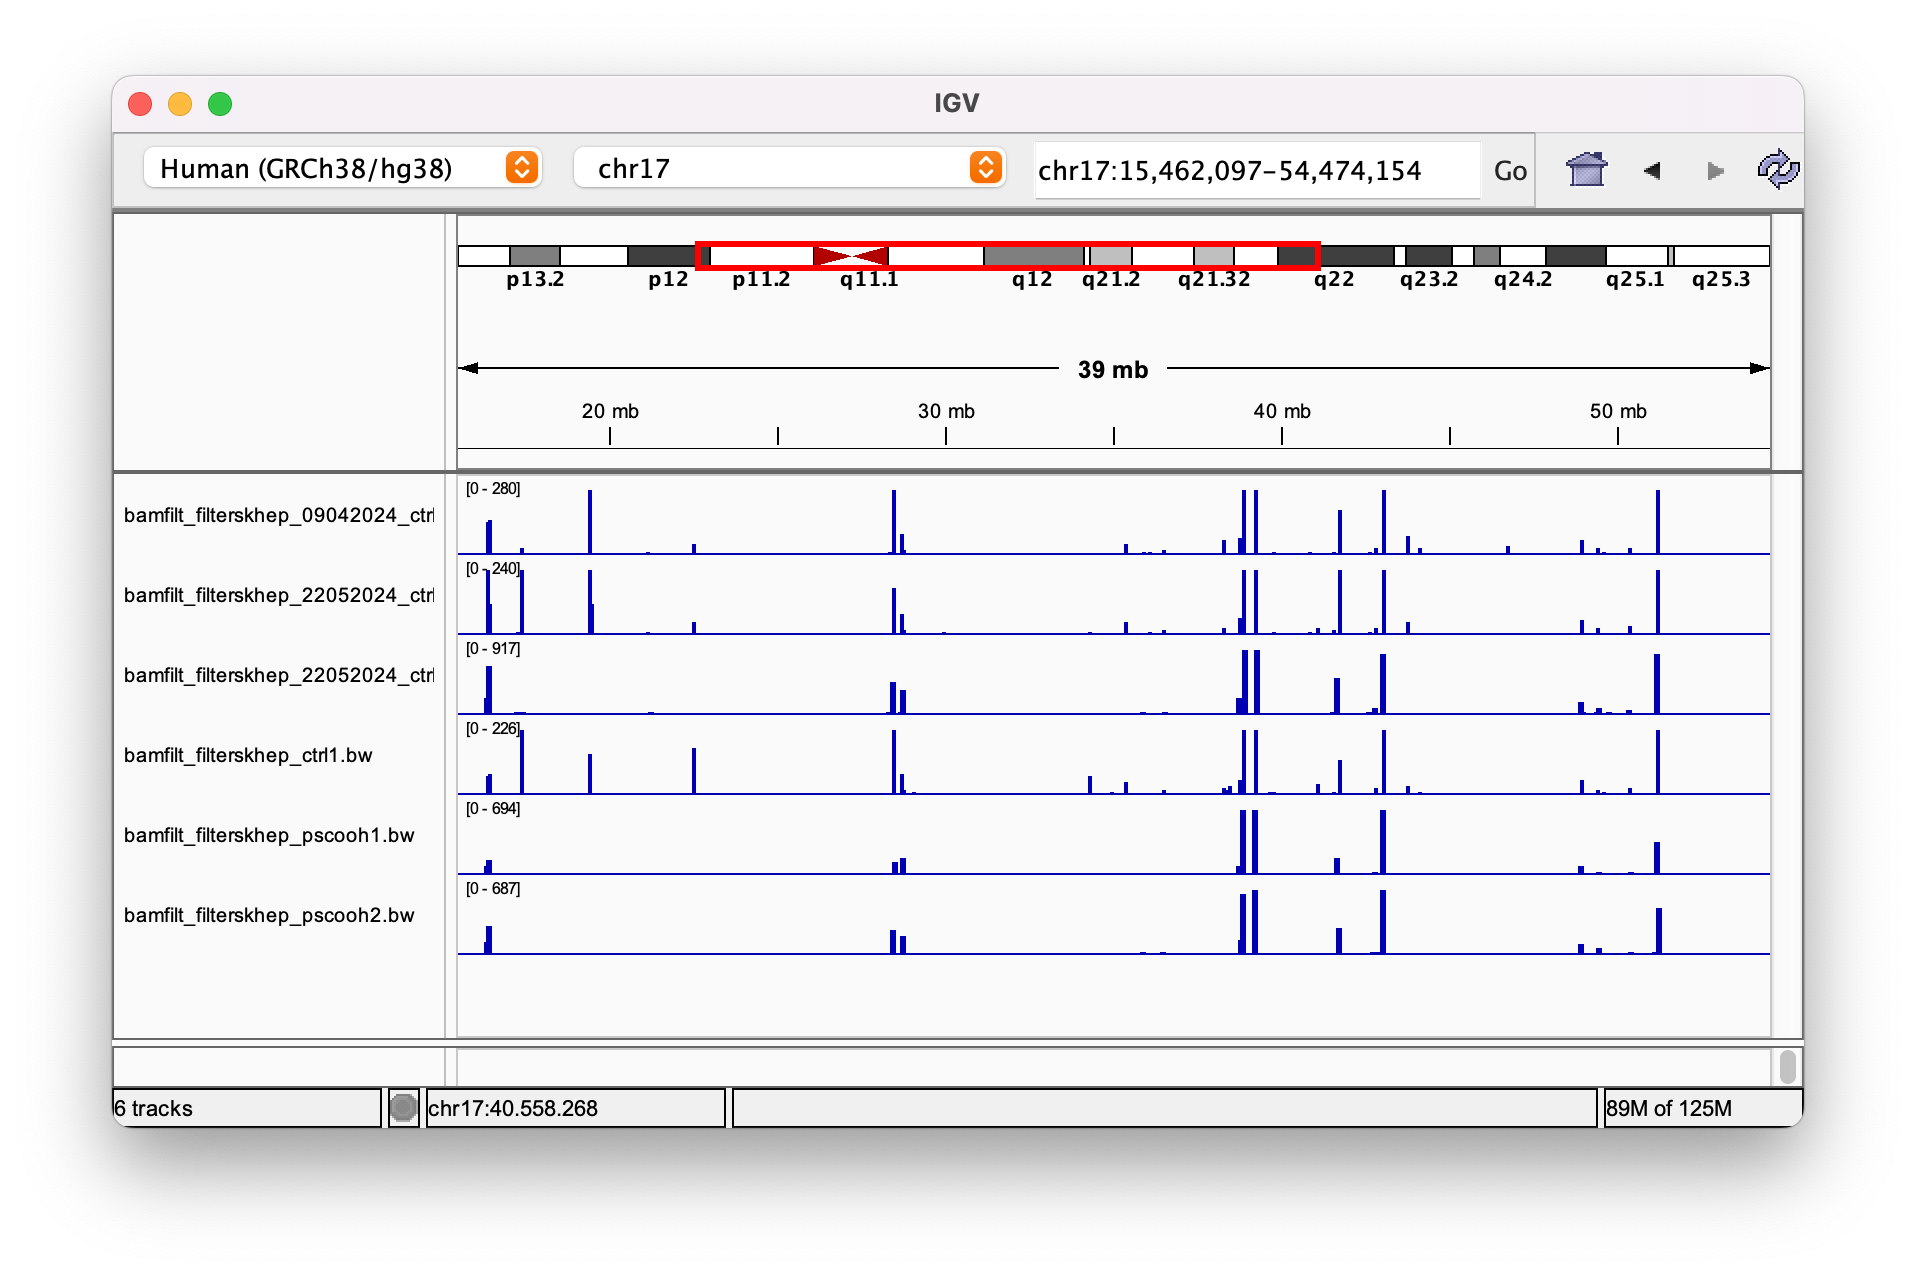 IGV
Human (GRCh38/hg38) chr17 chr17:15,462,097-54,474,154 Go
p13.2 p12 p11.2 q11.1 q12 q21.2 q21.32 q22 q23.2 q24.2 q25.1 q25.3
39 mb
20 mb 30 mb 40 mb 50 mb
[0 - 280]
bamfilt_filterskhep_09042024_ctrl
[0 - 240]
bamfilt_filterskhep_22052024_ctrl
[0 - 917]
bamfilt_filterskhep_22052024_ctrl
[0 - 226]
bamfilt_filterskhep_ctrl1.bw
[0 - 694]
bamfilt_filterskhep_pscooh1.bw
[0 - 687]
bamfilt_filterskhep_pscooh2.bw
6 tracks chr17:40.558.268 89M of 125M